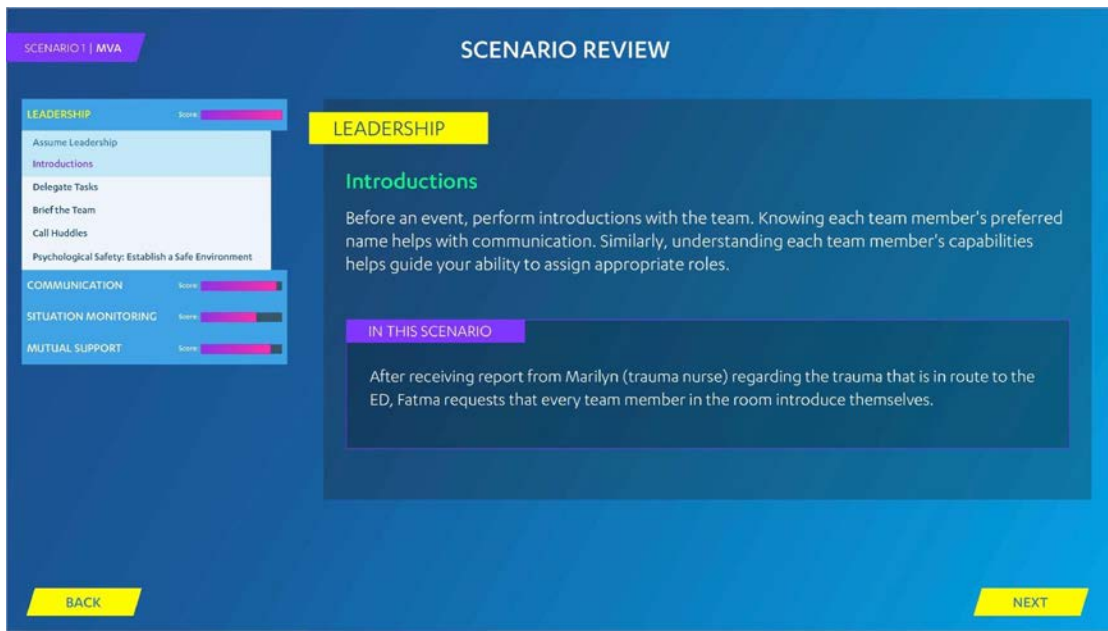 SCENARIO 1 | MVA
SCENARIO REVIEW
LEADERSHIP Score:
Assume Leadership
Introductions
Delegate Tasks
Brief the Team
Call Huddles
Psychological Safety: Establish a Safe Environment
COMMUNICATION Score:
SITUATION MONITORING Score:
MUTUAL SUPPORT Score:
LEADERSHIP
Introductions
Before an event, perform introductions with the team. Knowing each team member's preferred
name helps with communication. Similarly, understanding each team member's capabilities
helps guide your ability to assign appropriate roles.
IN THIS SCENARIO
After receiving report from Marilyn (trauma nurse) regarding the trauma that is in route to the
ED, Fatma requests that every team member in the room introduce themselves.
BACK
NEXT